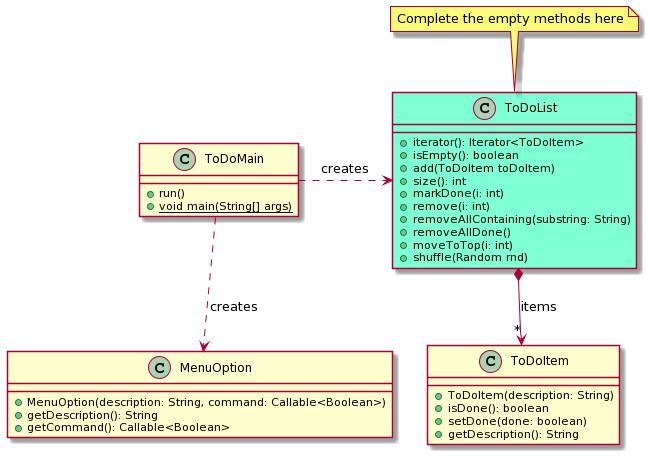 Complete the empty methods here
C ToDoList
iterator(): Iterator<ToDoItem>
isEmpty(): boolean
add(ToDoItem toDoItem)
size(): int
markDone(i: int)
remove(i: int)
removeAllContaining(substring: String)
removeAllDone()
moveToTop(i: int)
shuffle(Random rnd)
C ToDoMain
run()
void main(String[] args)
creates
creates
items
*
C MenuOption
MenuOption(description: String, command: Callable<Boolean>)
getDescription(): String
getCommand(): Callable<Boolean>
C ToDoItem
ToDoItem(description: String)
isDone(): boolean
setDone(done: boolean)
getDescription(): String